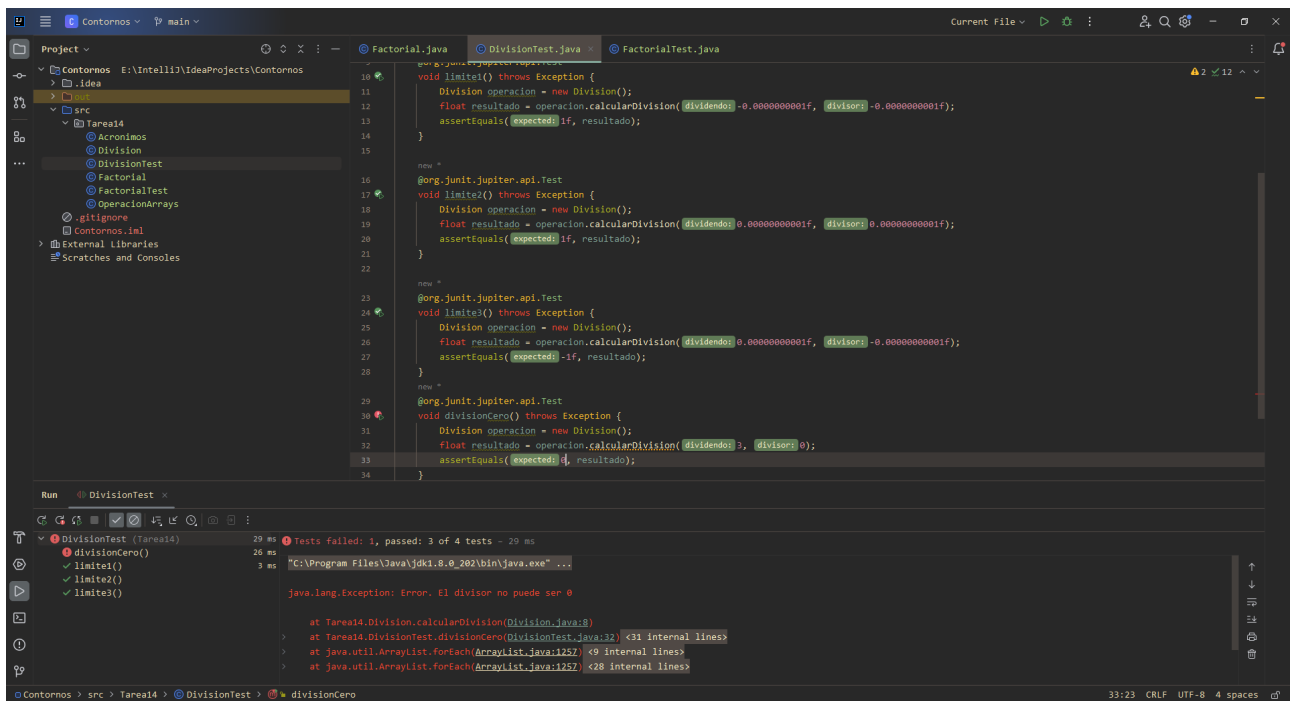 C Contornos main Current File
Project Factorial.java DivisionTest.java FactorialTest.java
Contornos E:\IntelliJ\IdeaProjects\Contornos
.idea
out
src
Tarea14
Acronimos
Division
DivisionTest
Factorial
FactorialTest
OperacionArrays
.gitignore
Contornos.iml
External Libraries
Scratches and Consoles
9 @org.junit.jupiter.api.Test
10 void limite1() throws Exception {
11 Division operacion = new Division();
12 float resultado = operacion.calcularDivision( dividendo: -0.0000000001f, divisor: -0.0000000001f);
13 assertEquals( expected: 1f, resultado);
14 }
15
new *
16 @org.junit.jupiter.api.Test
17 void limite2() throws Exception {
18 Division operacion = new Division();
19 float resultado = operacion.calcularDivision( dividendo: 0.00000000001f, divisor: 0.00000000001f);
20 assertEquals( expected: 1f, resultado);
21 }
22
new *
23 @org.junit.jupiter.api.Test
24 void limite3() throws Exception {
25 Division operacion = new Division();
26 float resultado = operacion.calcularDivision( dividendo: 0.00000000001f, divisor: -0.00000000001f);
27 assertEquals( expected: -1f, resultado);
28 }
new *
29 @org.junit.jupiter.api.Test
30 void divisionCero() throws Exception {
31 Division operacion = new Division();
32 float resultado = operacion.calcularDivision( dividendo: 3, divisor: 0);
33 assertEquals( expected: 0, resultado);
34 }
2 12
Run DivisionTest
DivisionTest (Tarea14) 29 ms
divisionCero() 26 ms
limite1() 3 ms
limite2()
limite3()
Tests failed: 1, passed: 3 of 4 tests – 29 ms
"C:\Program Files\Java\jdk1.8.0_202\bin\java.exe" ...
java.lang.Exception: Error. El divisor no puede ser 0
at Tarea14.Division.calcularDivision(Division.java:8)
at Tarea14.DivisionTest.divisionCero(DivisionTest.java:32) <31 internal lines>
at java.util.ArrayList.forEach(ArrayList.java:1257) <9 internal lines>
at java.util.ArrayList.forEach(ArrayList.java:1257) <28 internal lines>
Contornos > src > Tarea14 > DivisionTest > divisionCero 33:23 CRLF UTF-8 4 spaces